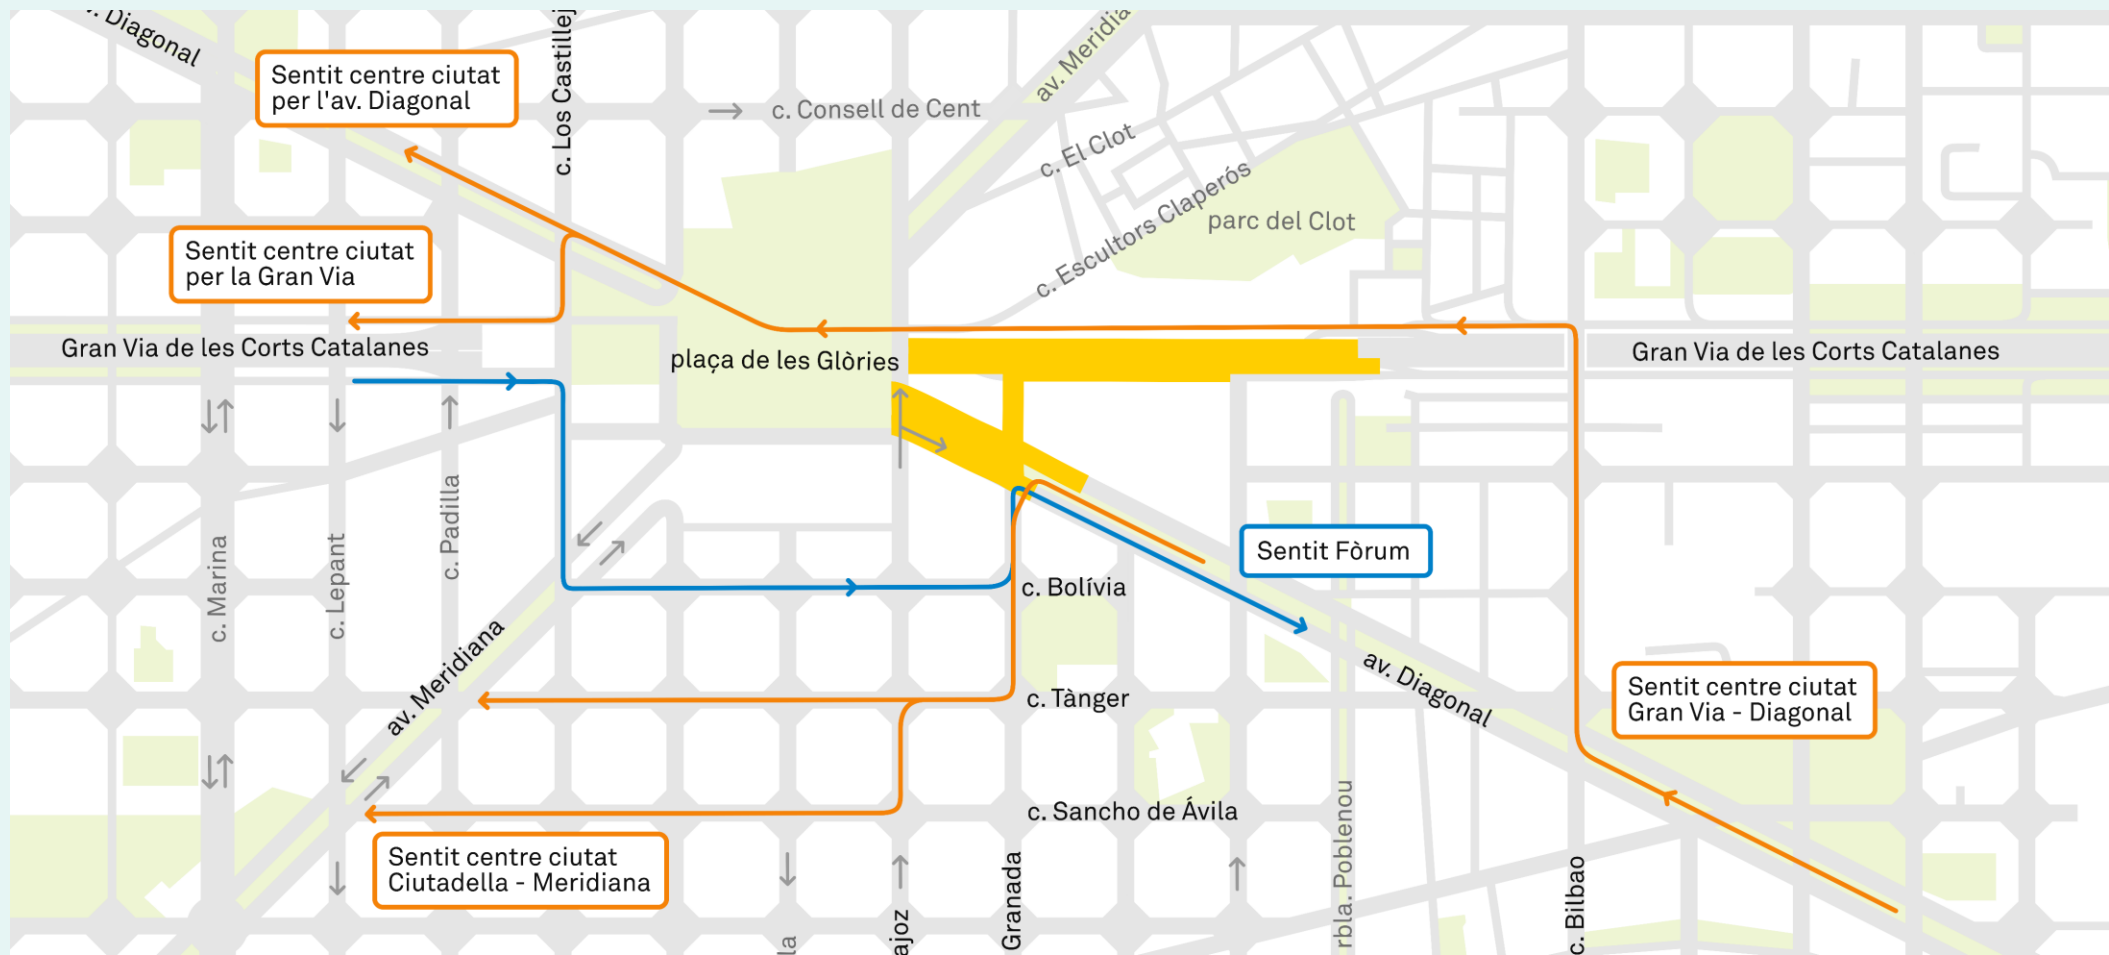 av. Diagonal
Sentit centre ciutat
per l'av. Diagonal
c. Los Castillej
c. Consell de Cent
av. Meridia
c. El Clot
c. Escultors Claperós
parc del Clot
Sentit centre ciutat
per la Gran Via
Gran Via de les Corts Catalanes
plaça de les Glòries
Gran Via de les Corts Catalanes
c. Marina
c. Lepant
c. Padilla
Sentit Fòrum
c. Bolívia
av. Meridiana
c. Tànger
av. Diagonal
Sentit centre ciutat
Gran Via - Diagonal
c. Sancho de Ávila
Sentit centre ciutat
Ciutadella - Meridiana
la
ajoz
Granada
rbla. Poblenou
c. Bilbao